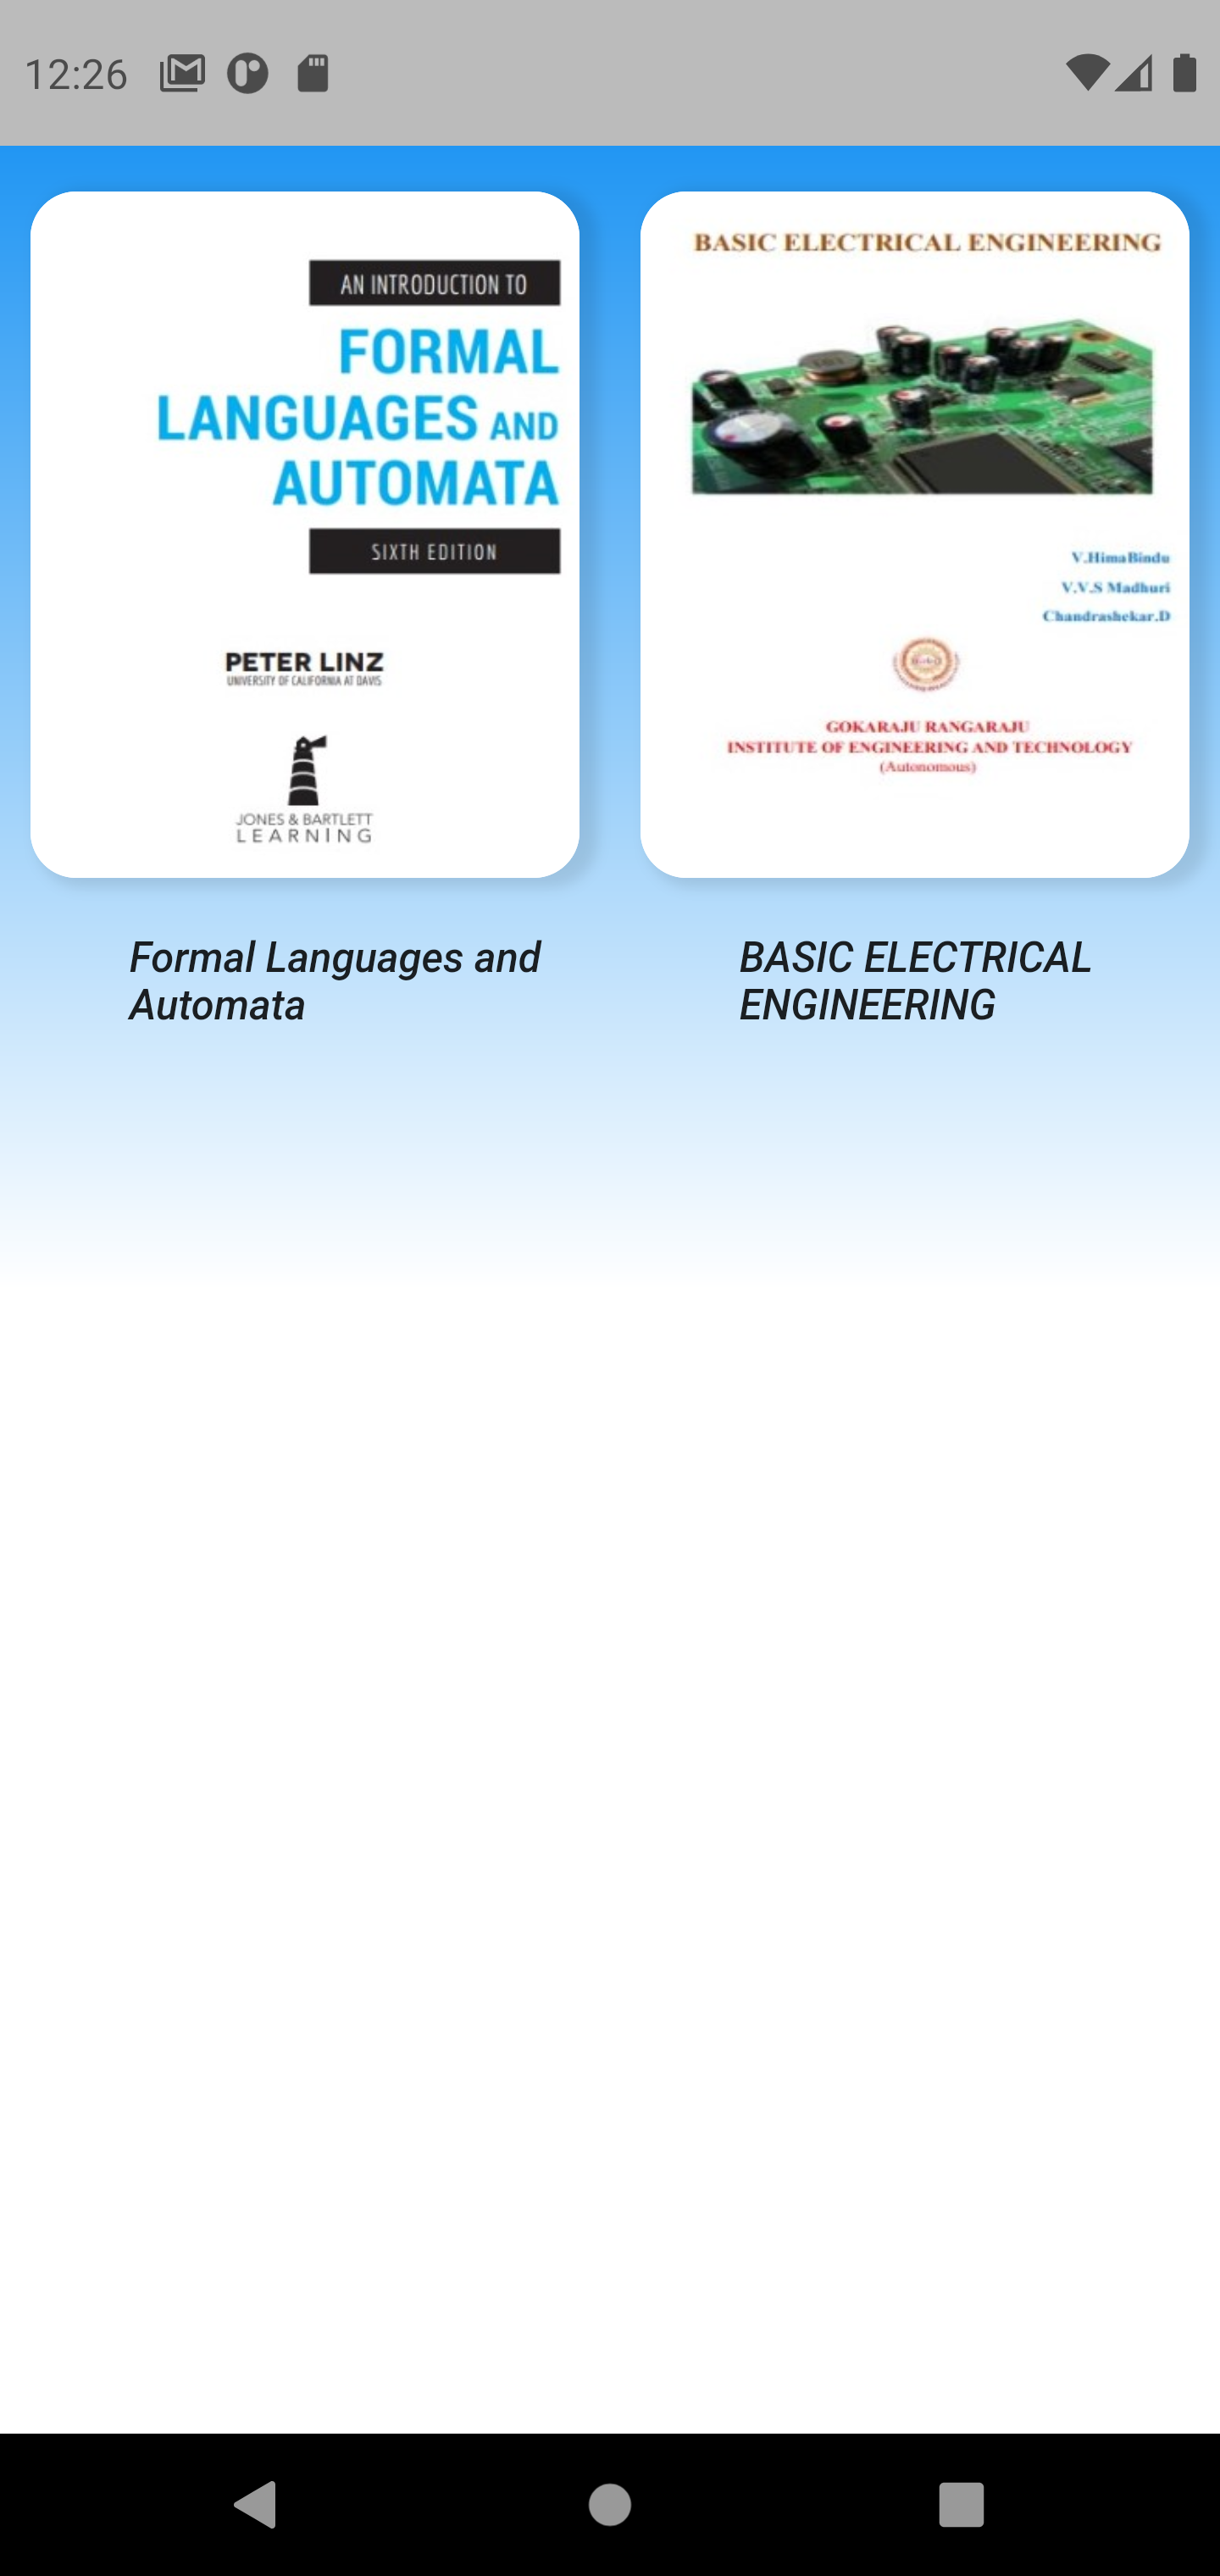 12:26
AN INTRODUCTION TO
FORMAL
LANGUAGES AND
AUTOMATA
SIXTH EDITION
PETER LINZ
UNIVERSITY OF CALIFORNIA AT DAVIS
JONES & BARTLETT
LEARNING
Formal Languages and
Automata
BASIC ELECTRICAL ENGINEERING
V.HimaBindu
V.V.S Madhuri
Chandrashekar.D
GOKARAJU RANGARAJU
INSTITUTE OF ENGINEERING AND TECHNOLOGY
(Autonomous)
BASIC ELECTRICAL
ENGINEERING